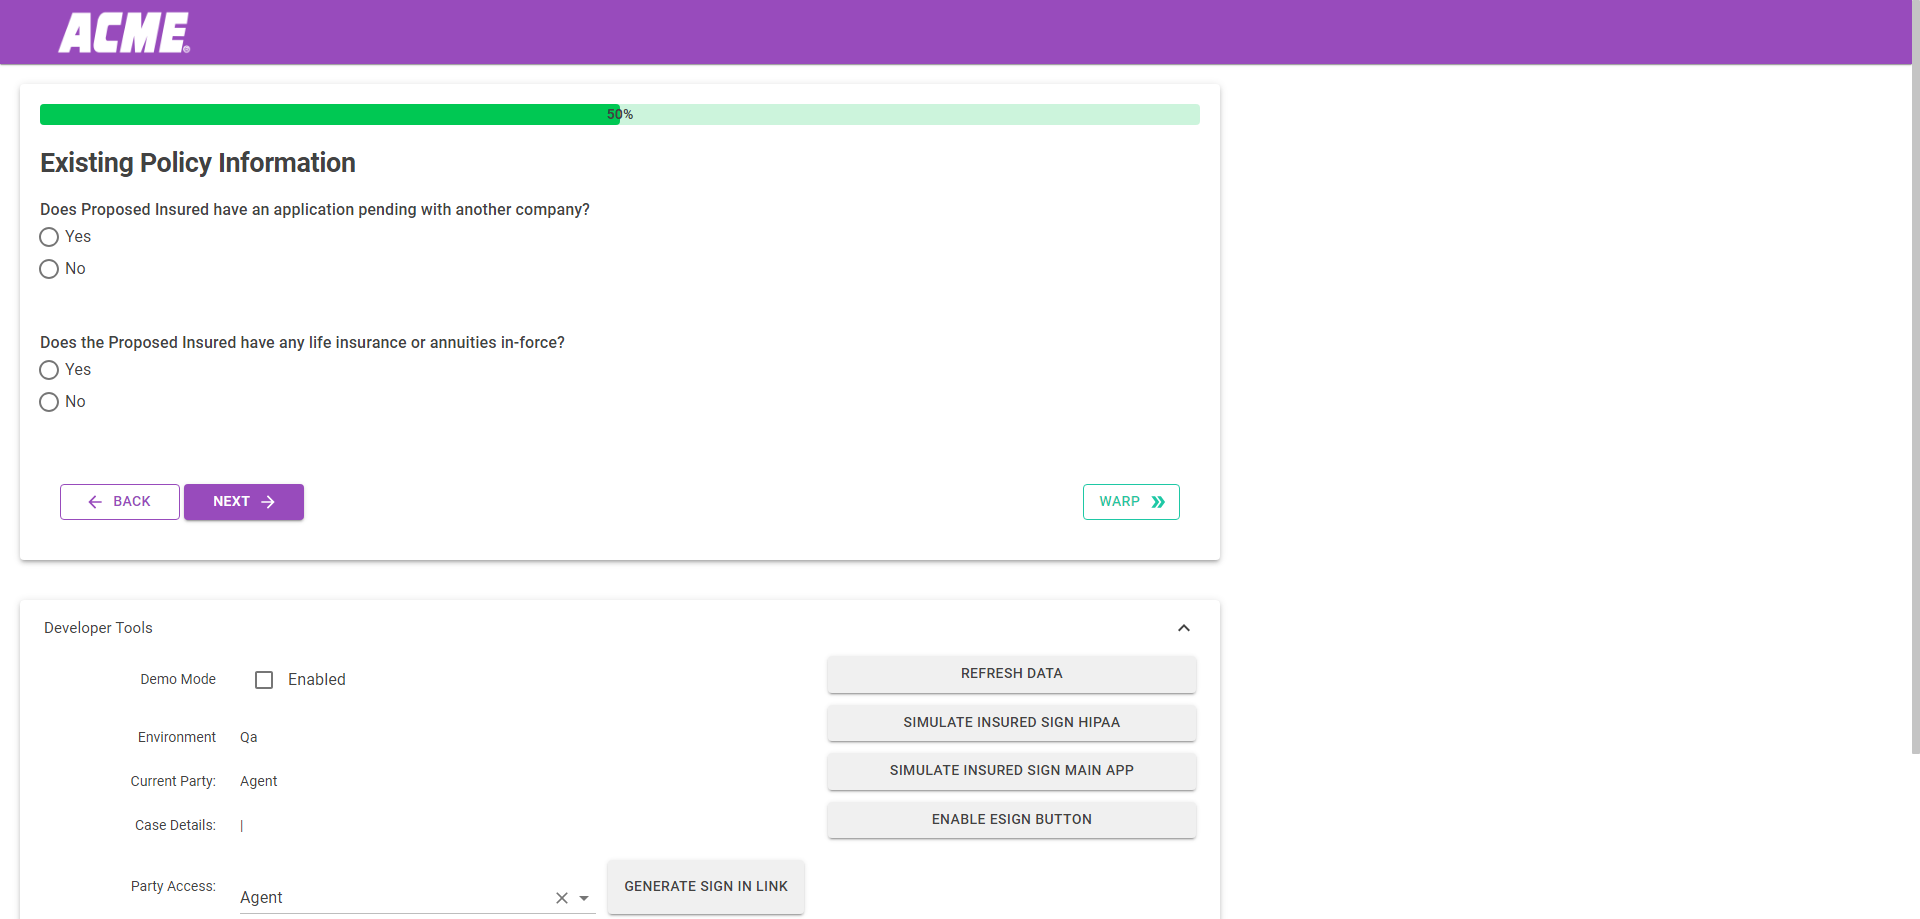 ACME®
50%
Existing Policy Information
Does Proposed Insured have an application pending with another company?
Yes
No
Does the Proposed Insured have any life insurance or annuities in-force?
Yes
No
BACK
NEXT
WARP
Developer Tools
Demo Mode
Enabled
REFRESH DATA
SIMULATE INSURED SIGN HIPAA
Environment
Qa
SIMULATE INSURED SIGN MAIN APP
Current Party:
Agent
ENABLE ESIGN BUTTON
Case Details:
|
Party Access:
Agent
GENERATE SIGN IN LINK